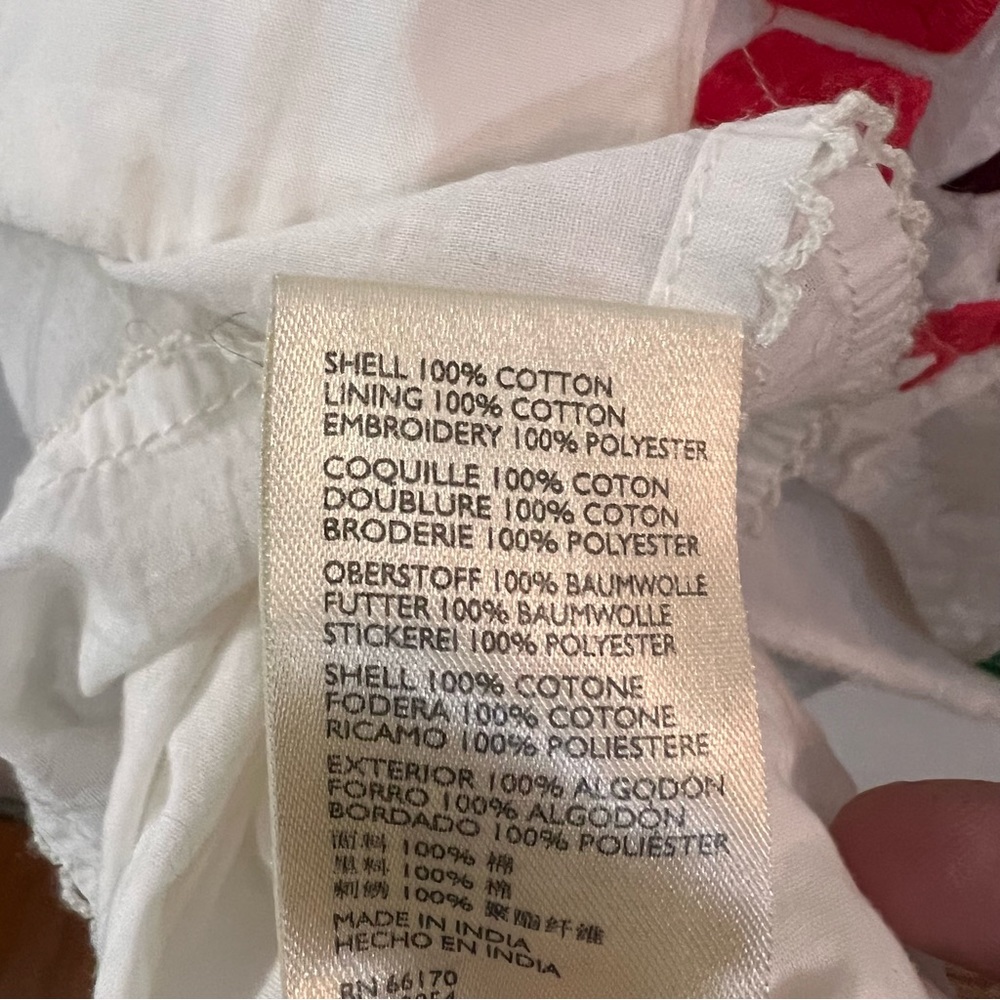 SHELL 100% COTTON
LINING 100% COTTON
EMBROIDERY 100% POLYESTER
COQUILLE 100% COTON
DOUBLURE 100% COTON
BRODERIE 100% POLYESTER
OBERSTOFF 100% BAUMWOLLE
FUTTER 100% BAUMWOLLE
STICKEREI 100% POLYESTER
SHELL 100% COTONE
FODERA 100% COTONE
RICAMO 100% POLIESTERE
EXTERIOR 100% ALGODÓN
FORRO 100% ALGODÓN
BORDADO 100% POLIÉSTER
面料 100% 棉
里料 100% 棉
刺绣 100% 聚酯纤维
MADE IN INDIA
HECHO EN INDIA
RN 66170